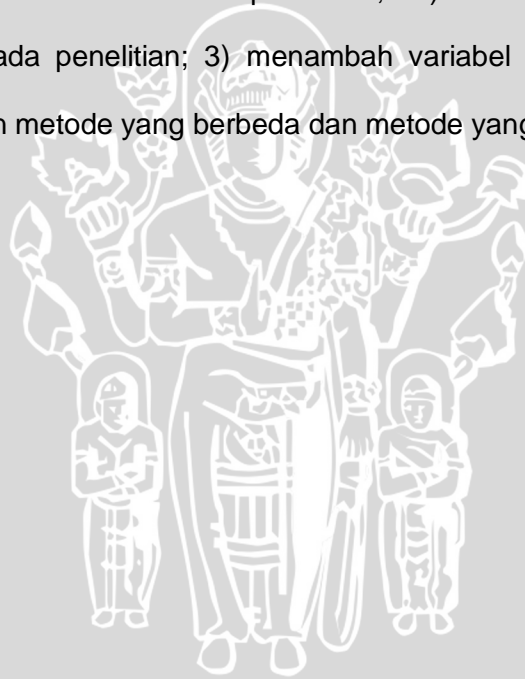 ada penelitian; 3) menambah variabel
metode yang berbeda dan metode yang